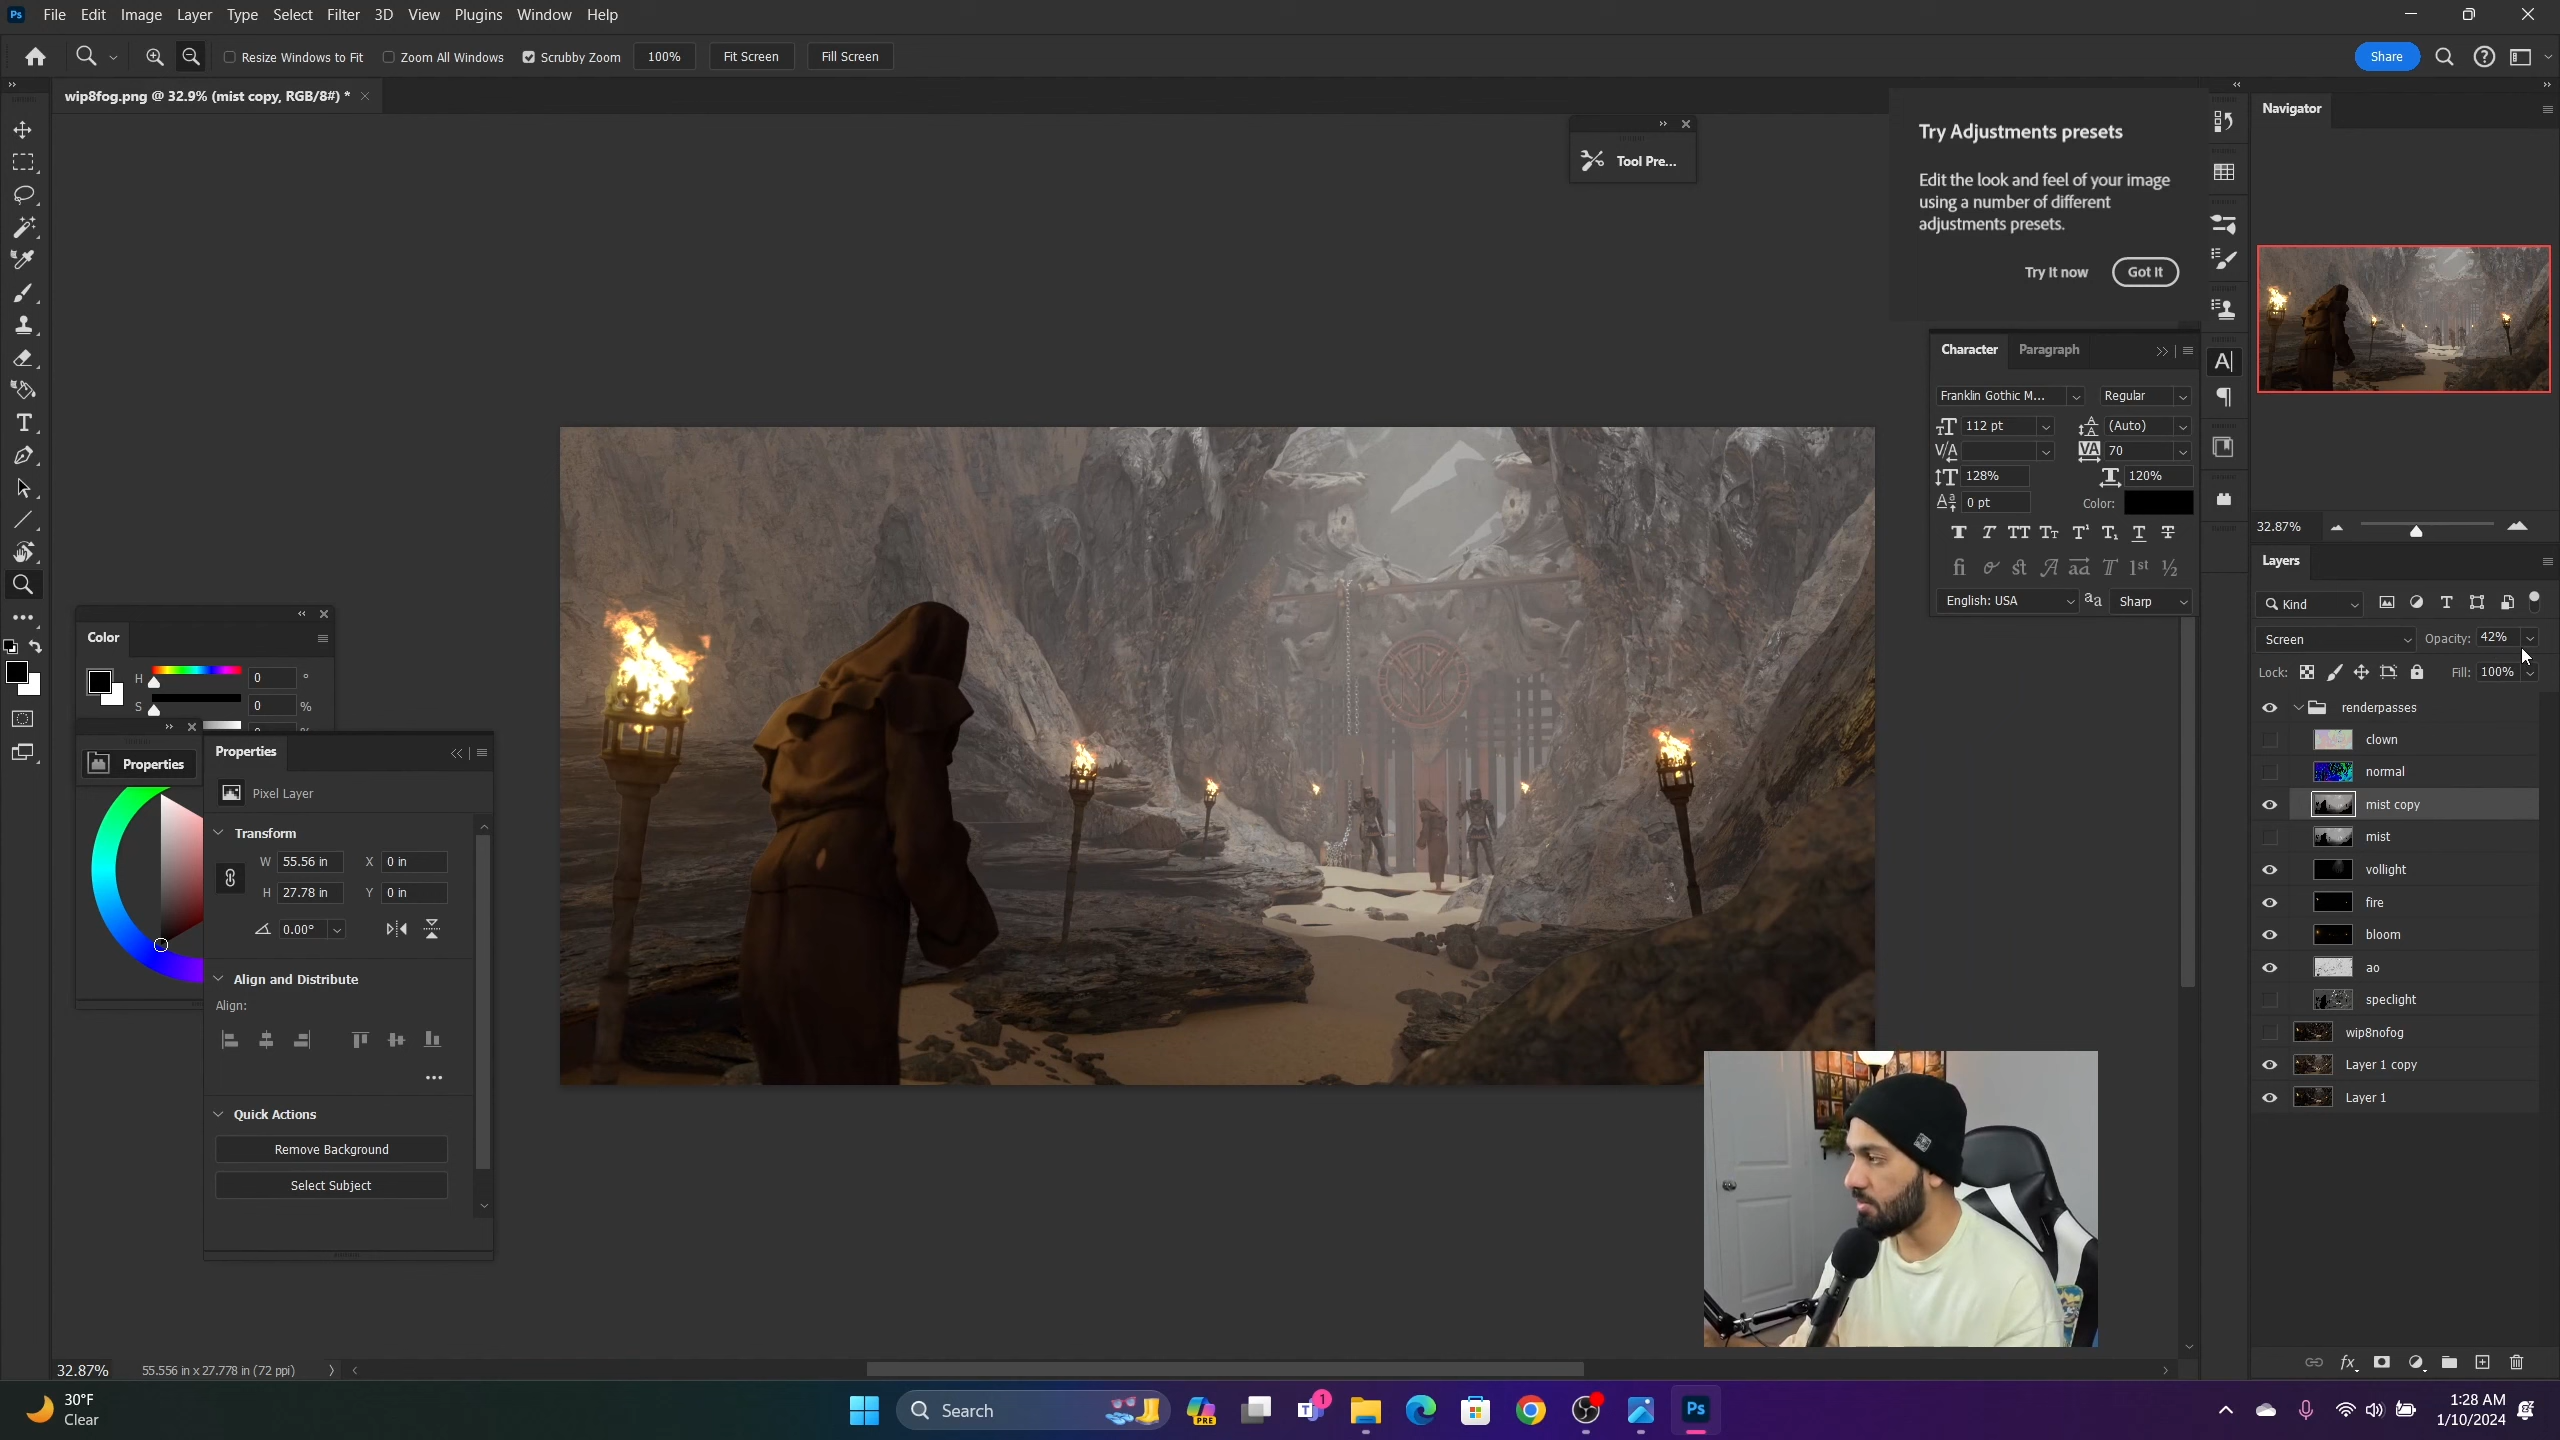 Ps File Edit Image Layer Type Select Filter 3D View Plugins Window Help
Resize Windows to Fit Zoom All Windows Scrubby Zoom 100% Fit Screen Fill Screen Share
wip8fog.png @ 32.9% (mist copy, RGB/8#) *
Navigator
Tool Pre...
Try Adjustments presets
Edit the look and feel of your image
using a number of different
adjustments presets.
Try it now Got it
Character Paragraph
Franklin Gothic M... Regular
112 pt (Auto)
70
128% 120%
0 pt Color:
English: USA Sharp
32.87%
Layers
Kind
Screen Opacity: 42%
Lock: Fill: 100%
renderpasses
clown
normal
mist copy
mist
vollight
fire
bloom
ao
speclight
wip8nofog
Layer 1 copy
Layer 1
Color
H 0 °
S 0 %
Properties
Properties
Pixel Layer
Transform
W 55.56 in X 0 in
H 27.78 in Y 0 in
0.00°
Align and Distribute
Align:
Quick Actions
Remove Background
Select Subject
32.87% 55.556 in x 27.778 in (72 ppi)
30°F
Clear
Search
PRE
1
Ps
1:28 AM
1/10/2024